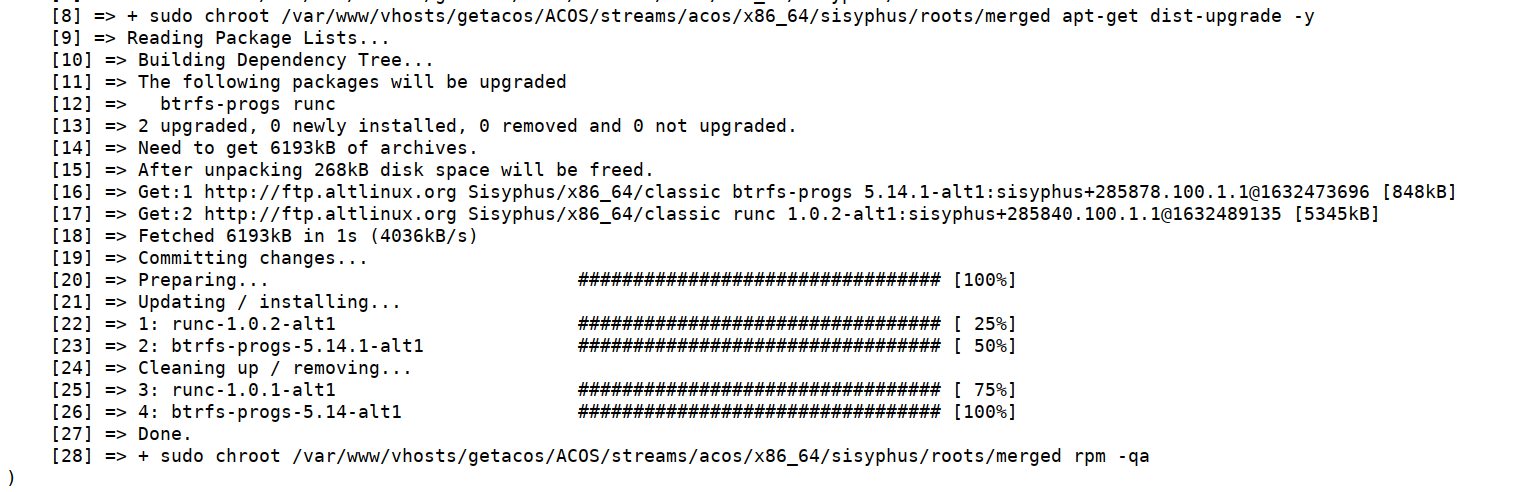 [8] => + sudo chroot /var/www/vhosts/getacos/ACOS/streams/acos/x86_64/sisyphus/roots/merged apt-get dist-upgrade -y
[9] => Reading Package Lists...
[10] => Building Dependency Tree...
[11] => The following packages will be upgraded
[12] =>   btrfs-progs runc
[13] => 2 upgraded, 0 newly installed, 0 removed and 0 not upgraded.
[14] => Need to get 6193kB of archives.
[15] => After unpacking 268kB disk space will be freed.
[16] => Get:1 http://ftp.altlinux.org Sisyphus/x86_64/classic btrfs-progs 5.14.1-alt1:sisyphus+285878.100.1.1@1632473696 [848kB]
[17] => Get:2 http://ftp.altlinux.org Sisyphus/x86_64/classic runc 1.0.2-alt1:sisyphus+285840.100.1.1@1632489135 [5345kB]
[18] => Fetched 6193kB in 1s (4036kB/s)
[19] => Committing changes...
[20] => Preparing... ################################# [100%]
[21] => Updating / installing...
[22] => 1: runc-1.0.2-alt1 ################################# [ 25%]
[23] => 2: btrfs-progs-5.14.1-alt1 ################################# [ 50%]
[24] => Cleaning up / removing...
[25] => 3: runc-1.0.1-alt1 ################################# [ 75%]
[26] => 4: btrfs-progs-5.14-alt1 ################################# [100%]
[27] => Done.
[28] => + sudo chroot /var/www/vhosts/getacos/ACOS/streams/acos/x86_64/sisyphus/roots/merged rpm -qa
)